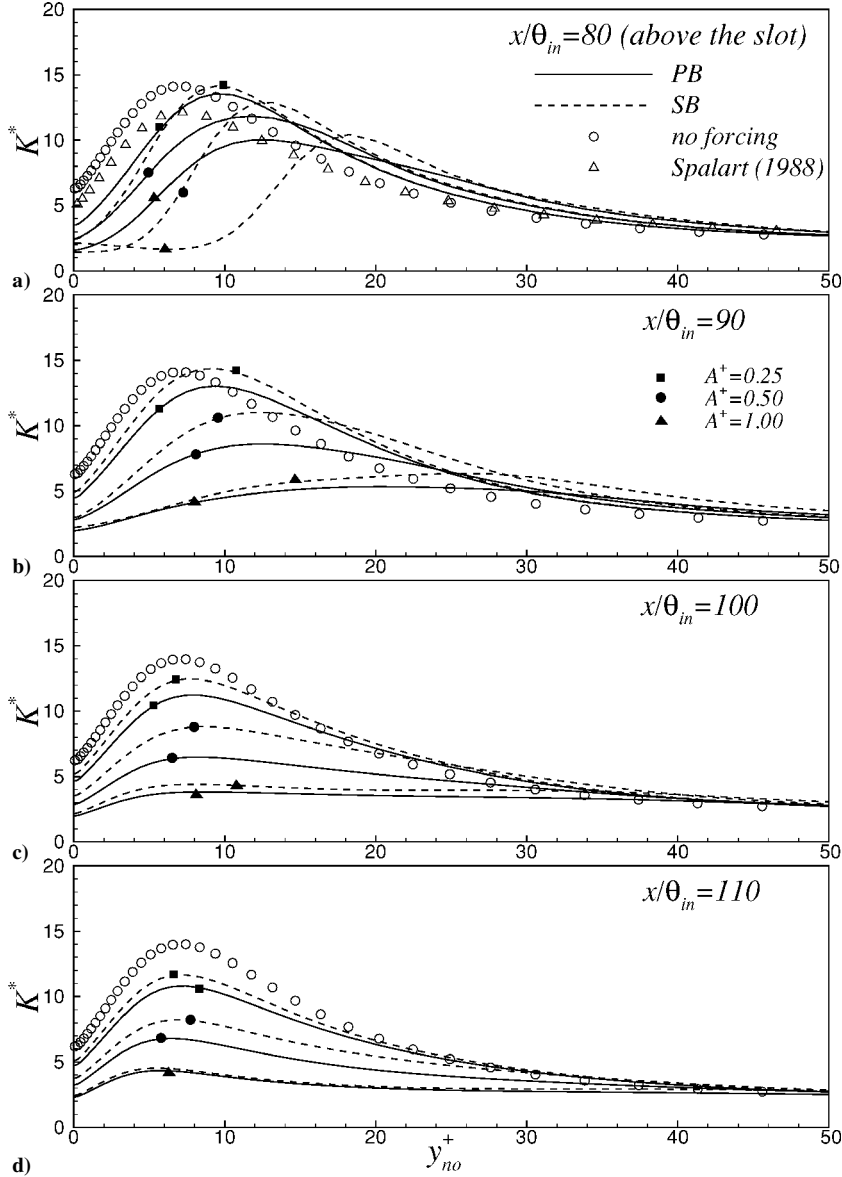 20
x/θin=80 (above the slot)
PB
SB
no forcing
Spalart (1988)
15
10
5
0
K*
0 10 20 30 40 50
a)
20
x/θin=90
A+=0.25
A+=0.50
A+=1.00
15
10
5
0
K*
0 10 20 30 40 50
b)
20
x/θin=100
15
10
5
0
K*
0 10 20 30 40 50
c)
20
x/θin=110
15
10
5
0
K*
0 10 20 30 40 50
y+no
d)